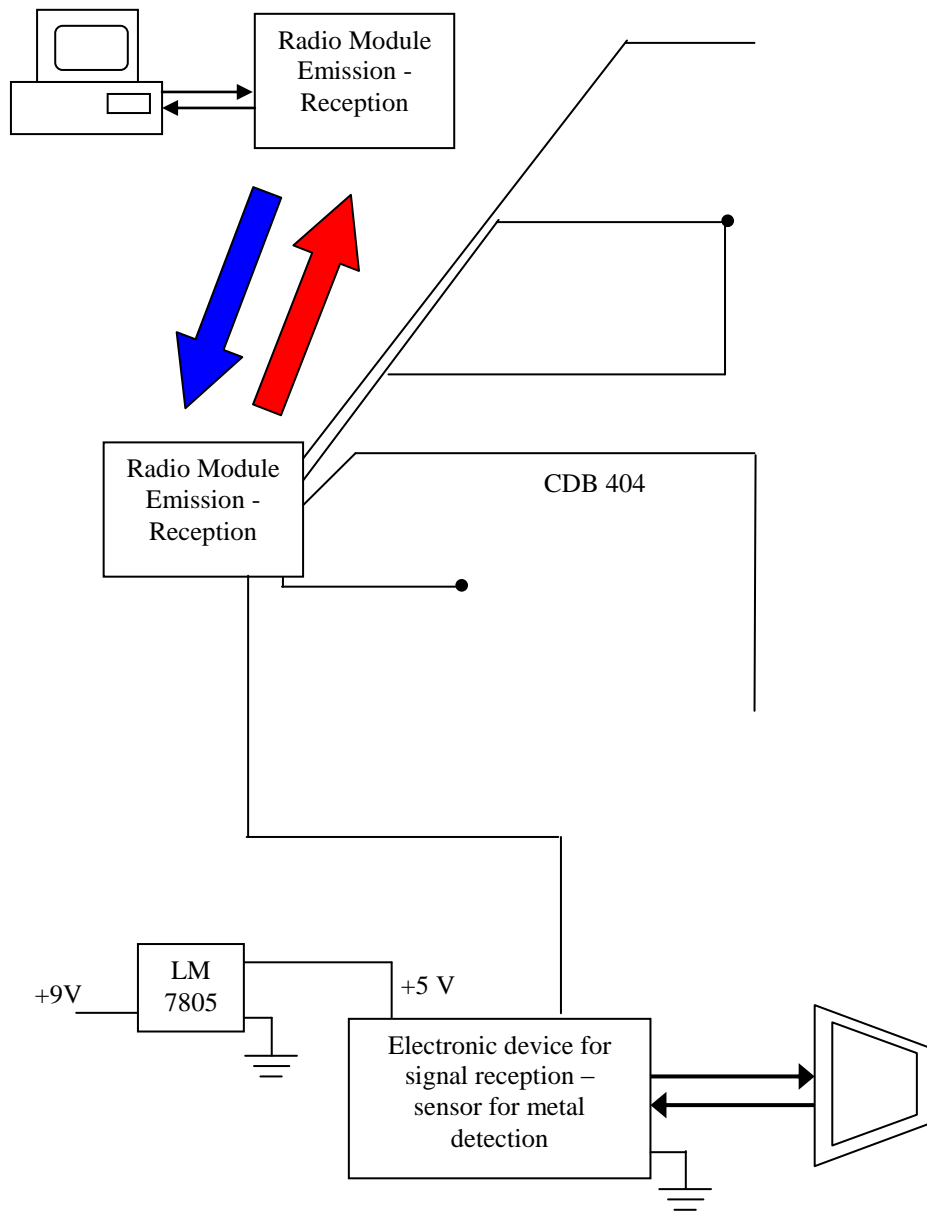 Radio Module
Emission -
Reception
Radio Module
Emission -
Reception
CDB 404
LM
7805
+9V
+5 V
Electronic device for
signal reception –
sensor for metal
detection